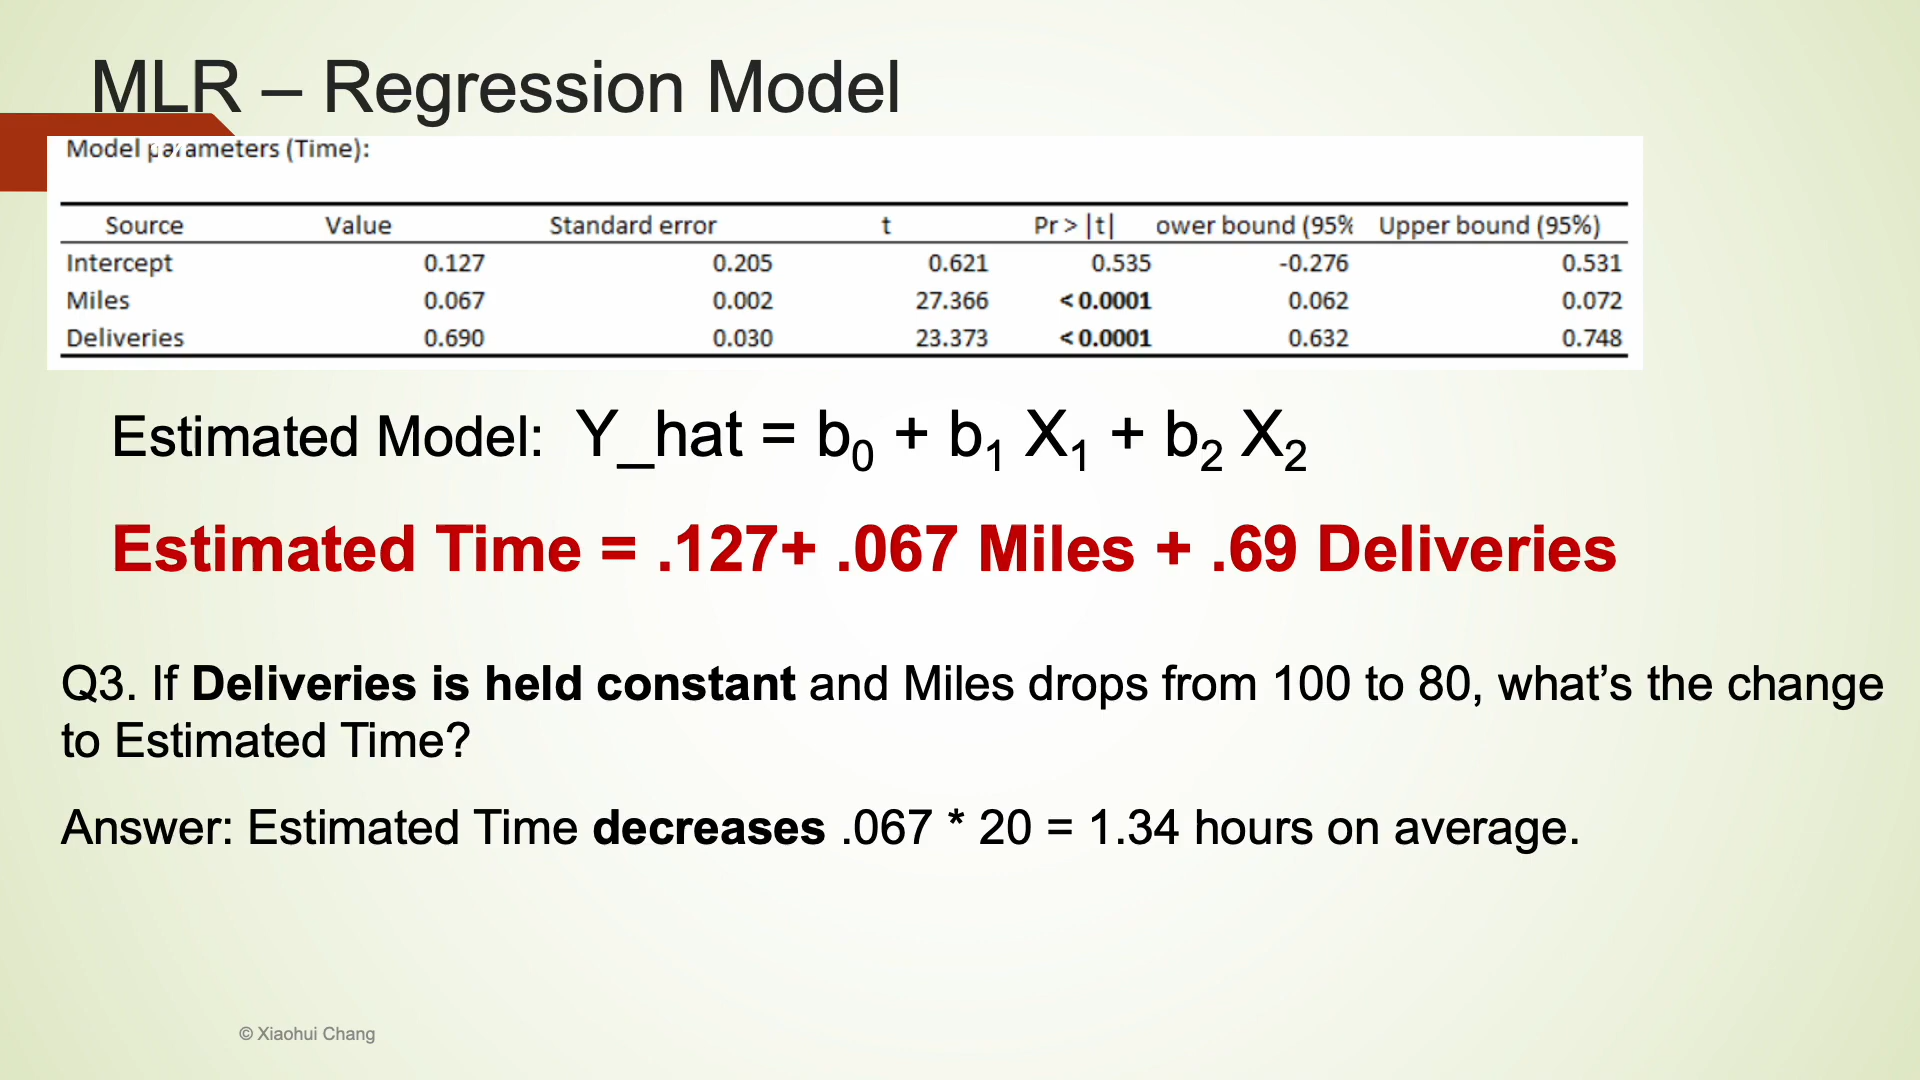 MLR – Regression Model
Model parameters (Time):
Source Value Standard error t Pr > |t| ower bound (95% Upper bound (95%)
Intercept 0.127 0.205 0.621 0.535 -0.276 0.531
Miles 0.067 0.002 27.366 < 0.0001 0.062 0.072
Deliveries 0.690 0.030 23.373 < 0.0001 0.632 0.748
Estimated Model: Y_hat = b₀ + b₁ X₁ + b₂ X₂
Estimated Time = .127+ .067 Miles + .69 Deliveries
Q3. If Deliveries is held constant and Miles drops from 100 to 80, what’s the change
to Estimated Time?
Answer: Estimated Time decreases .067 * 20 = 1.34 hours on average.
© Xiaohui Chang